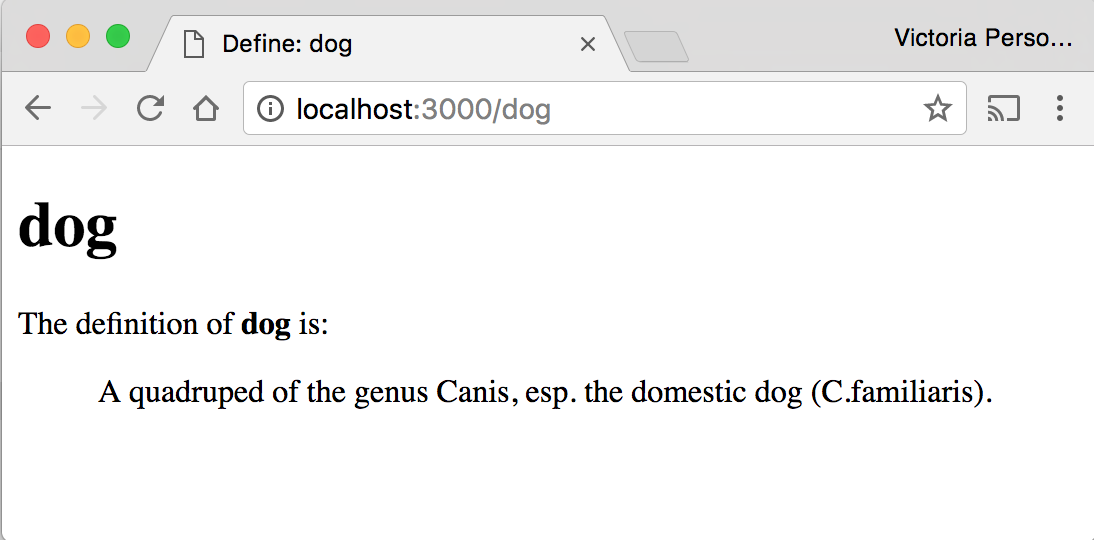 Define: dog
Victoria Perso...
localhost:3000/dog
dog
The definition of dog is:
A quadruped of the genus Canis, esp. the domestic dog (C.familiaris).